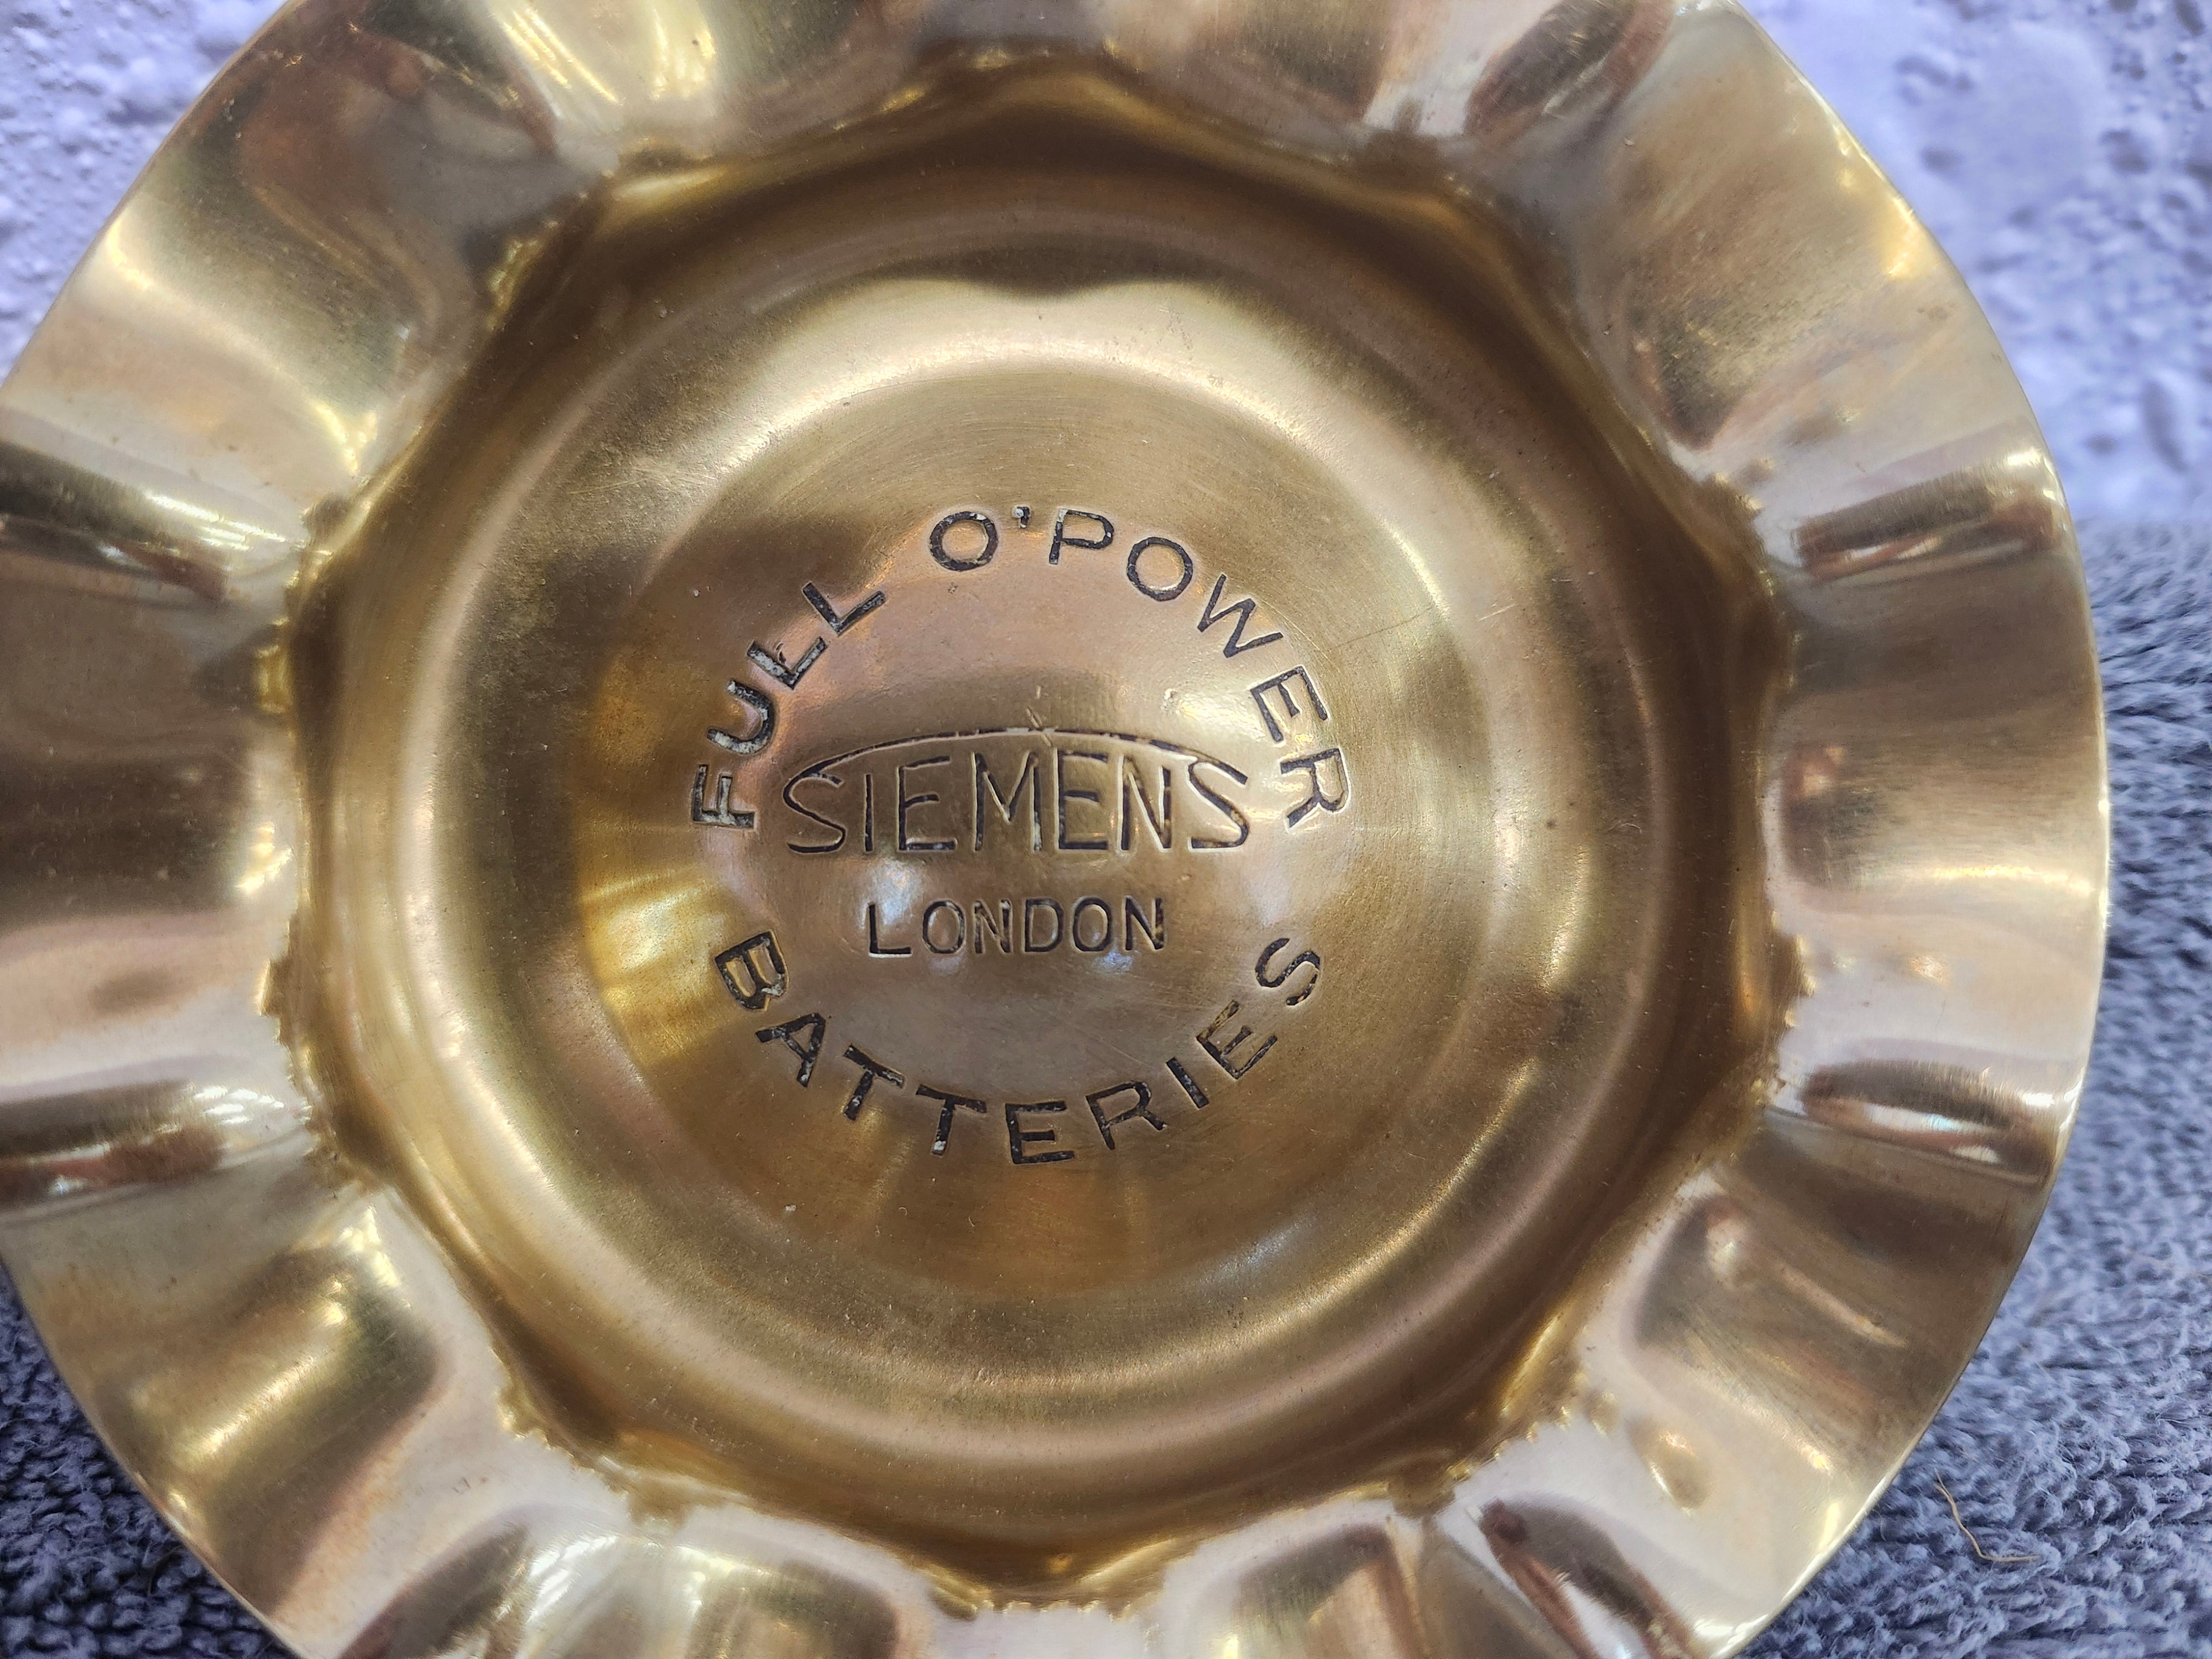 FULL O'POWER
SIEMENS
LONDON
BATTERIES